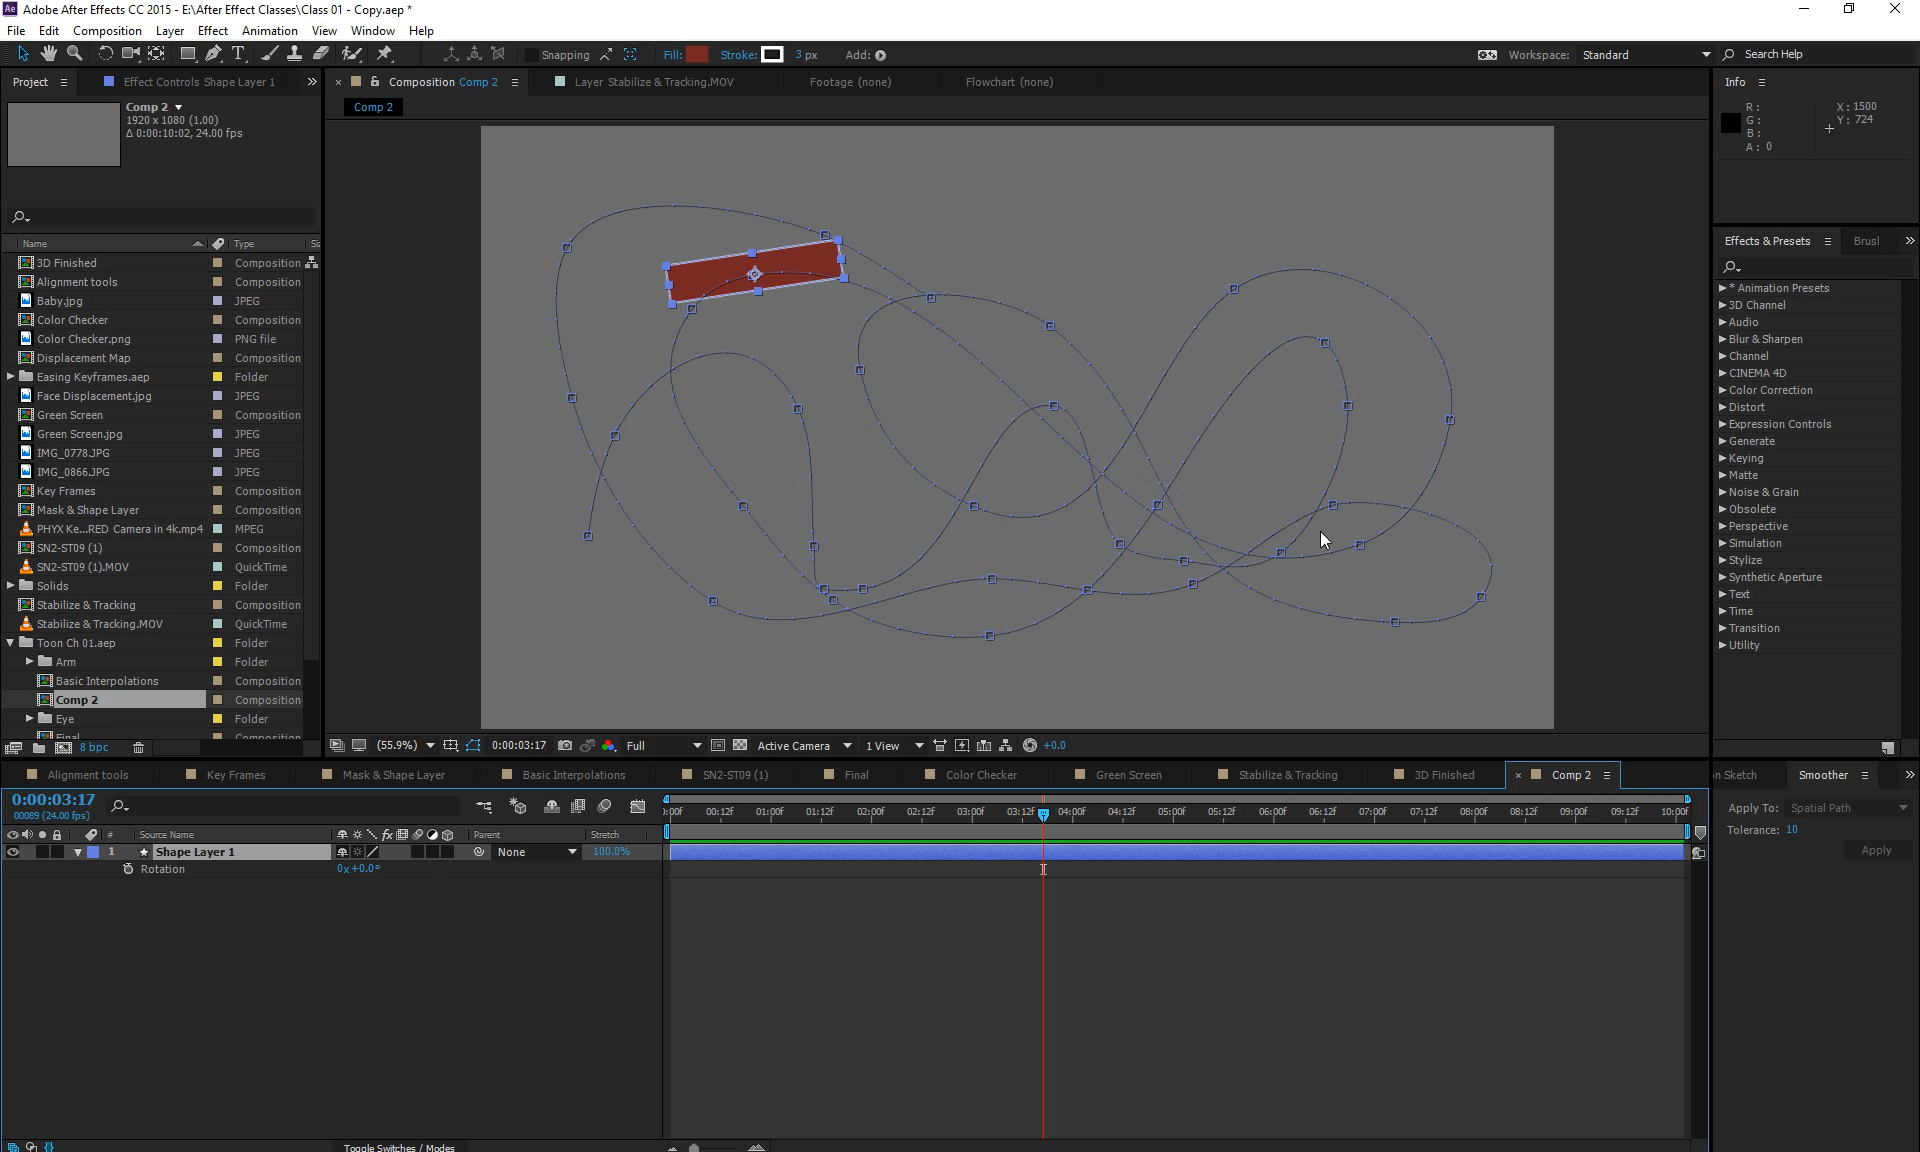 Adobe After Effects CC 2015 - E:\After Effect Classes\Class 01 - Copy.aep *
File Edit Composition Layer Effect Animation View Window Help
Snapping Fill: Stroke: 3 px Add: Workspace: Standard Search Help
Project Effect Controls Shape Layer 1 Composition Comp 2 Layer Stabilize & Tracking.MOV Footage (none) Flowchart (none) Info
Comp 2
1920 x 1080 (1.00)
Δ 0:00:10:02, 24.00 fps
Comp 2
R: X: 1500
G: Y: 724
B:
A: 0
Name Type
3D Finished Composition
Alignment tools Composition
Baby.jpg JPEG
Color Checker Composition
Color Checker.png PNG file
Displacement Map Composition
Easing Keyframes.aep Folder
Face Displacement.jpg JPEG
Green Screen Composition
Green Screen.jpg JPEG
IMG_0778.JPG JPEG
IMG_0866.JPG JPEG
Key Frames Composition
Mask & Shape Layer Composition
PHYX Ke...RED Camera in 4k.mp4 MPEG
SN2-ST09 (1) Composition
SN2-ST09 (1).MOV QuickTime
Solids Folder
Stabilize & Tracking Composition
Stabilize & Tracking.MOV QuickTime
Toon Ch 01.aep Folder
Arm Folder
Basic Interpolations Composition
Comp 2 Composition
Eye Folder
Final Composition
8 bpc
Effects & Presets Brusl
* Animation Presets
3D Channel
Audio
Blur & Sharpen
Channel
CINEMA 4D
Color Correction
Distort
Expression Controls
Generate
Keying
Matte
Noise & Grain
Obsolete
Perspective
Simulation
Stylize
Synthetic Aperture
Text
Time
Transition
Utility
(55.9%) 0:00:03:17 Full Active Camera 1 View +0.0
Alignment tools Key Frames Mask & Shape Layer Basic Interpolations SN2-ST09 (1) Final Color Checker Green Screen Stabilize & Tracking 3D Finished Comp 2
on Sketch Smoother
Apply To: Spatial Path
Tolerance: 10
Apply
0:00:03:17
00089 (24.00 fps)
:00f 00:12f 01:00f 01:12f 02:00f 02:12f 03:00f 03:12f 04:00f 04:12f 05:00f 05:12f 06:00f 06:12f 07:00f 07:12f 08:00f 08:12f 09:00f 09:12f 10:00f
# Source Name fx Parent Stretch
1 Shape Layer 1 None 100.0%
Rotation 0x+0.0°
Toggle Switches / Modes